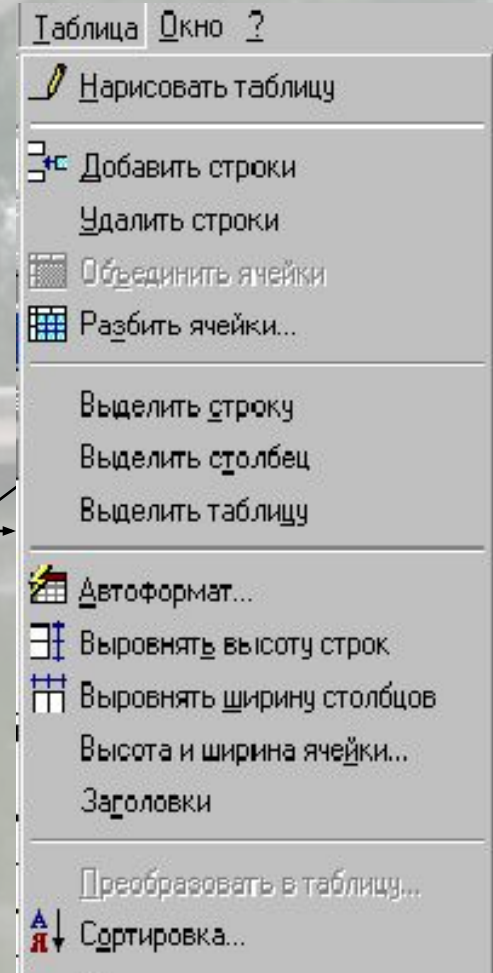 Таблица Окно ?
Нарисовать таблицу
Добавить строки
Удалить строки
Объединить ячейки
Разбить ячейки...
Выделить строку
Выделить столбец
Выделить таблицу
Автоформат...
Выровнять высоту строк
Выровнять ширину столбцов
Высота и ширина ячейки...
Заголовки
Преобразовать в таблицу...
Сортировка...